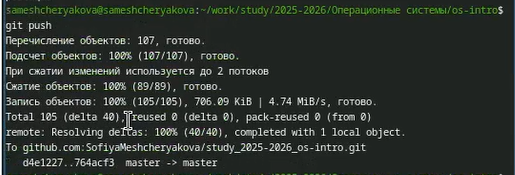 sameshcheryakova@sameshcheryakova:~/work/study/2025-2026/Операционные системы/os-intro$
git push
Перечисление объектов: 107, готово.
Подсчет объектов: 100% (107/107), готово.
При сжатии изменений используется до 2 потоков
Сжатие объектов: 100% (89/89), готово.
Запись объектов: 100% (105/105), 706.09 KiB | 4.74 MiB/s, готово.
Total 105 (delta 40), reused 0 (delta 0), pack-reused 0 (from 0)
remote: Resolving deltas: 100% (40/40), completed with 1 local object.
To github.com:SofiyaMeshcheryakova/study_2025-2026_os-intro.git
d4e1227..764acf3  master -> master